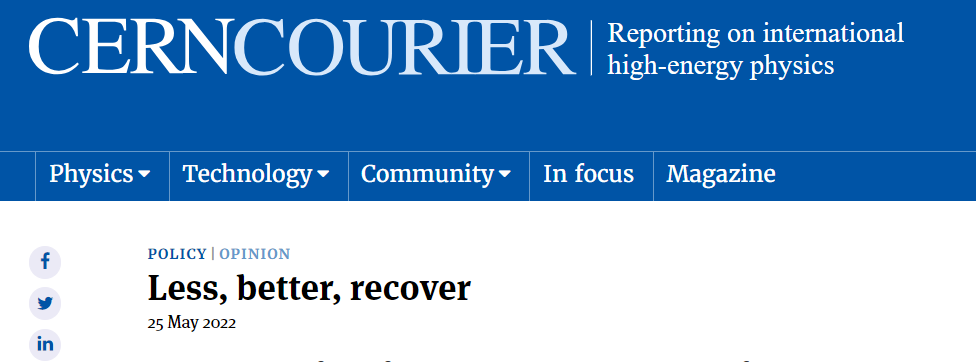 CERNCOURIER
Reporting on international
high-energy physics
Physics Technology Community In focus Magazine
POLICY | OPINION
Less, better, recover
25 May 2022